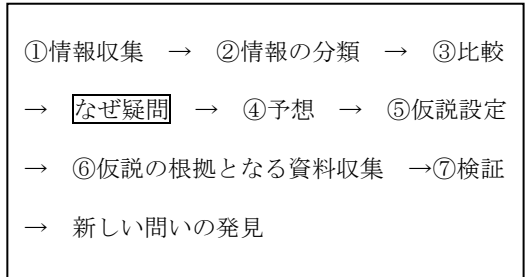 ①情報収集 → ②情報の分類 → ③比較
→ なぜ疑問 → ④予想 → ⑤仮説設定
→ ⑥仮説の根拠となる資料収集 →⑦検証
→ 新しい問いの発見